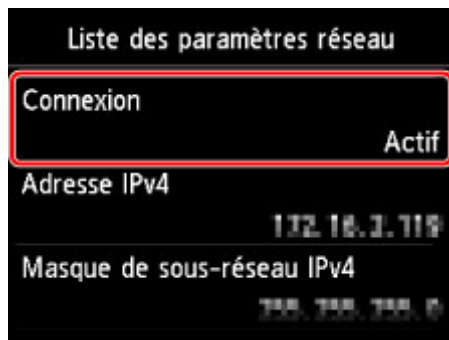 Liste des paramètres réseau
Connexion
Actif
Adresse IPv4
Masque de sous-réseau IPv4